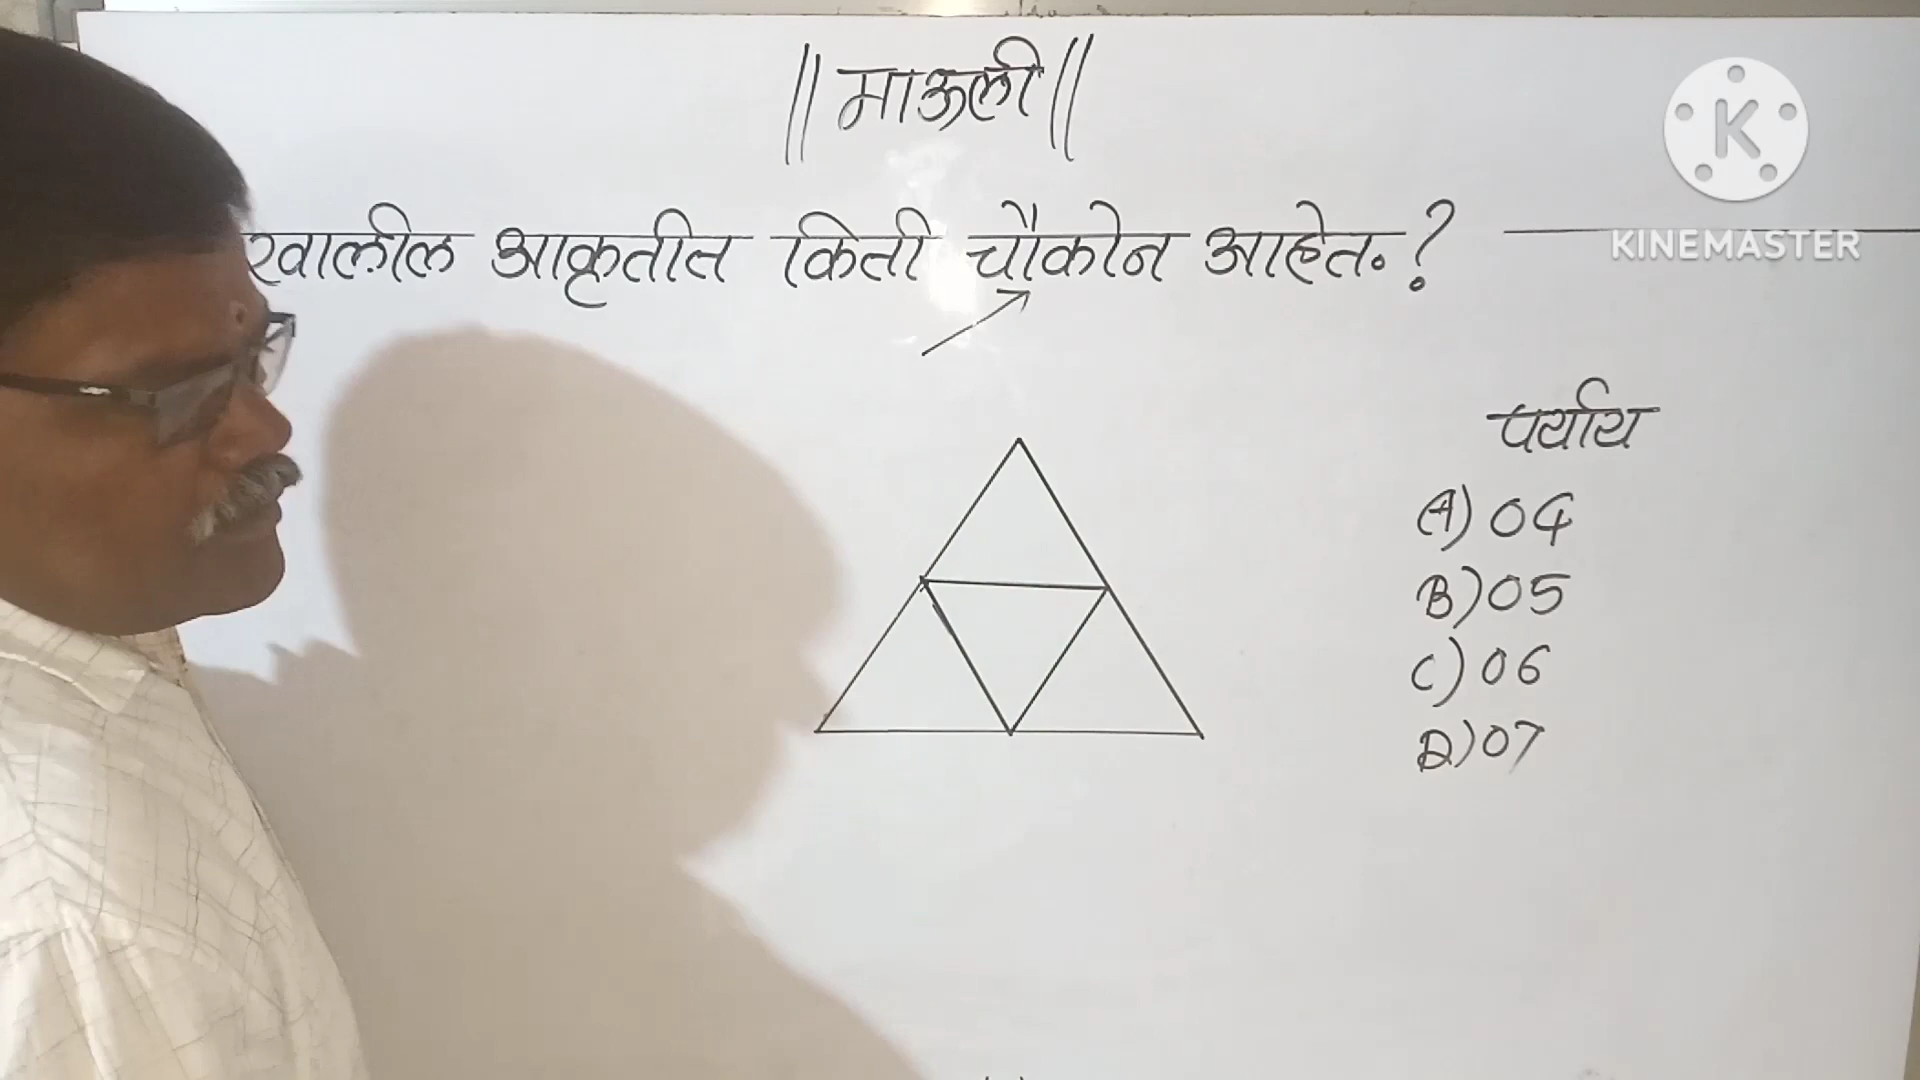 || माऊली ||
खालील आकृतीत किती चौकोन आहेत.?
पर्याय
A) 04
B) 05
C) 06
D) 07
K
KINEMASTER